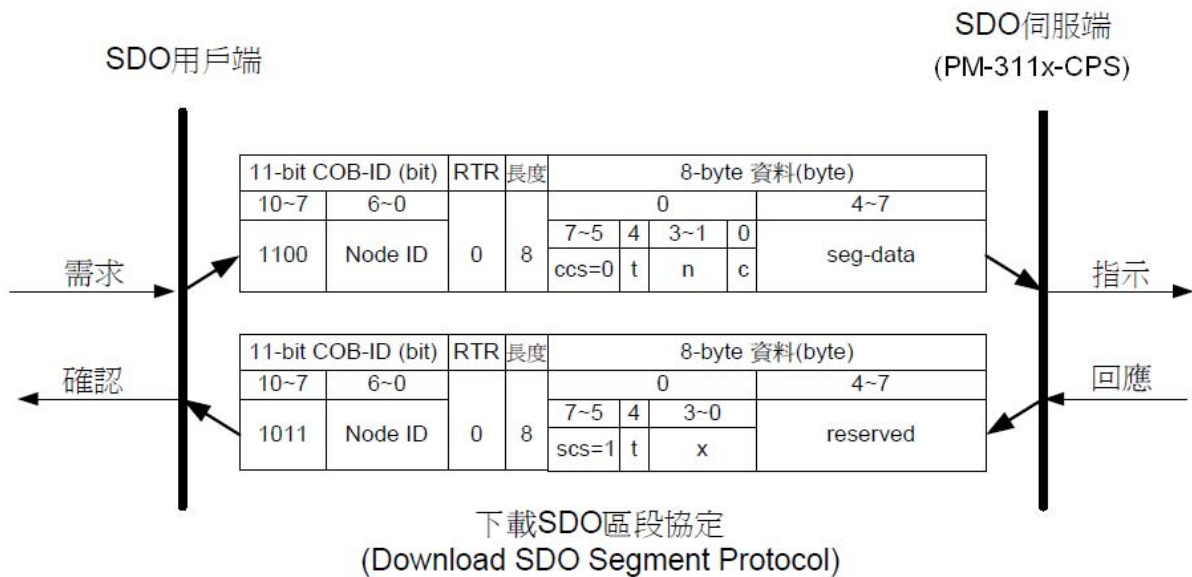 SDO用戶端
SDO伺服端
(PM-311x-CPS)
11-bit COB-ID (bit) RTR 長度 8-byte 資料(byte)
10~7 6~0 0 4~7
7~5 4 3~1 0
1100 Node ID 0 8 seg-data
ccs=0 t n c
需求
指示
11-bit COB-ID (bit) RTR 長度 8-byte 資料(byte)
10~7 6~0 0 4~7
確認
回應
7~5 4 3~0
1011 Node ID 0 8 reserved
scs=1 t x
下載SDO區段協定
(Download SDO Segment Protocol)